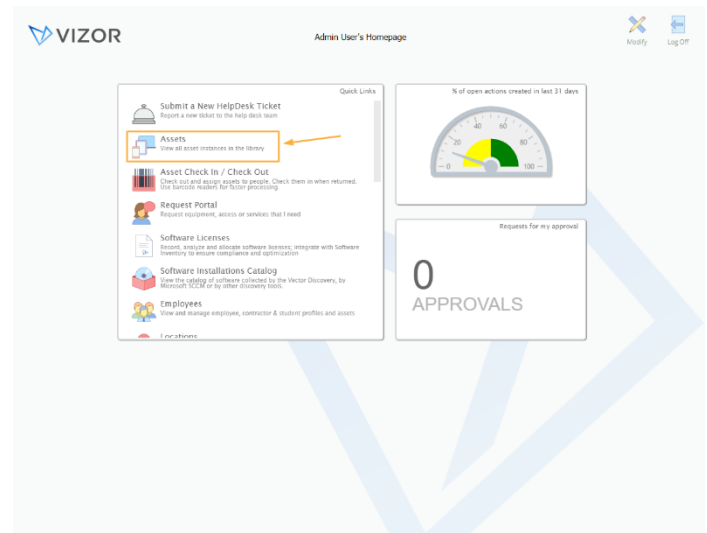 VIZOR
Admin User's Homepage
Modify
Log Off
Quick Links
Submit a New HelpDesk Ticket
Report a new ticket to the help desk team
Assets
View all asset instances in the library
Asset Check In / Check Out
Check out and assign assets to people. Check them in when returned.
Use barcode readers for faster processing.
Request Portal
Request equipment, access or services that I need
Software Licenses
Record, analyze and allocate software licenses; integrate with Software
Inventory to ensure compliance and optimization
Software Installations Catalog
View the catalog of software collected by the Vector Discovery, by
Microsoft SCCM or by other discovery tools.
Employees
View and manage employee, contractor & student profiles and assets
Locations
% of open actions created in last 31 days
0
20
40
60
80
100
Requests for my approval
0
APPROVALS